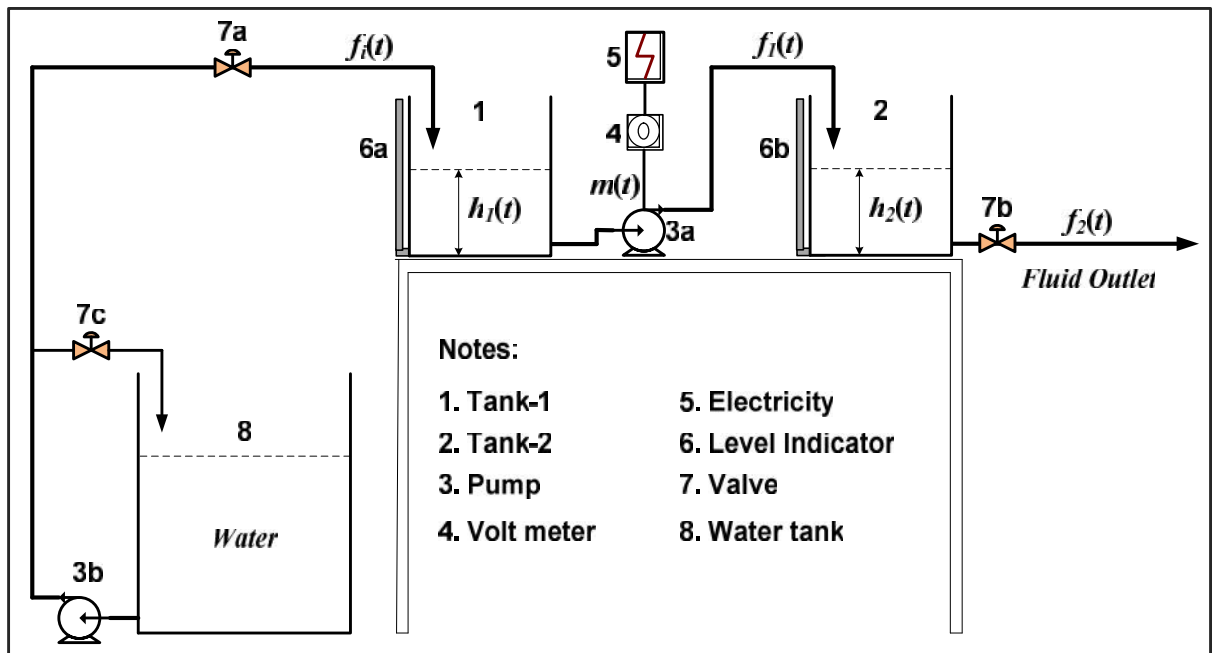 7a
fi(t)
5
f1(t)
1
2
4
6a
6b
m(t)
h1(t)
3a
h2(t)
7b
f2(t)
Fluid Outlet
7c
8
Water
3b
Notes:
1. Tank-1
2. Tank-2
3. Pump
4. Volt meter
5. Electricity
6. Level Indicator
7. Valve
8. Water tank